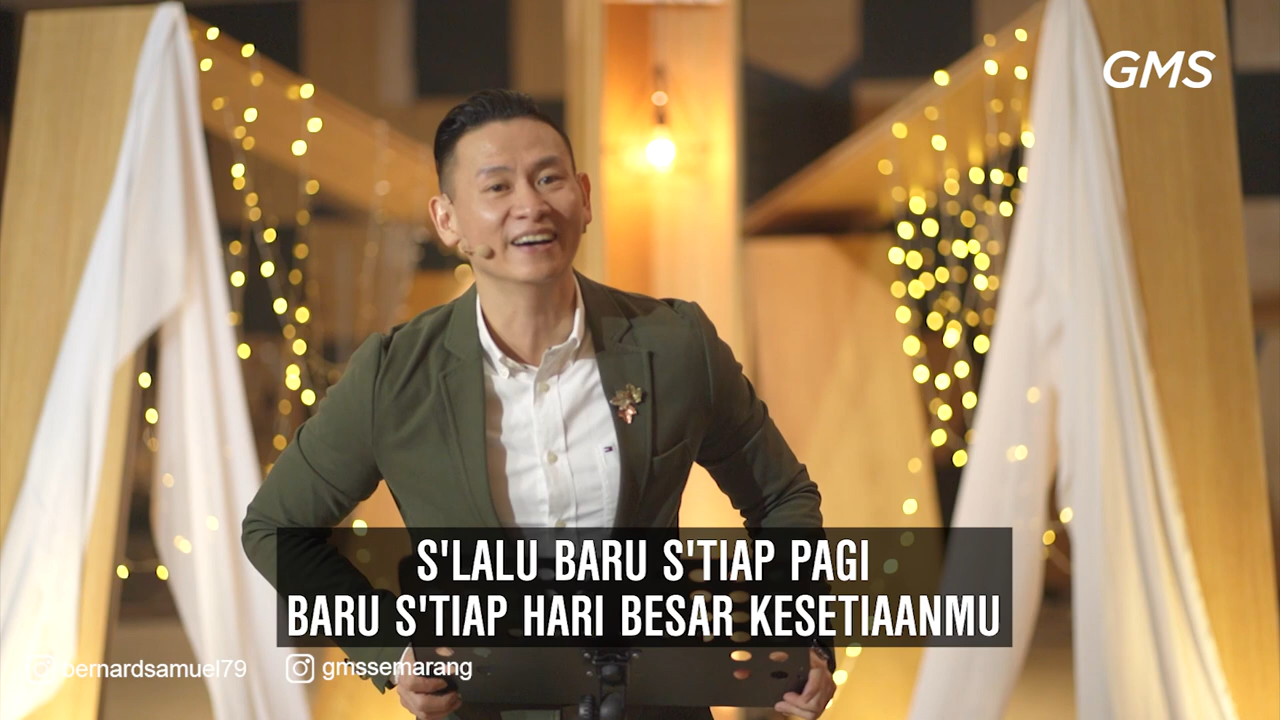 GMS
S'LALU BARU S'TIAP PAGI
BARU S'TIAP HARI BESAR KESETIAANMU
bernardsamuel79 gmssemarang